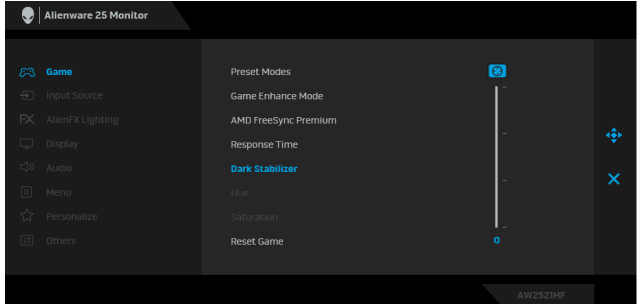 Alienware 25 Monitor
Game
Input Source
AlienFX Lighting
Display
Audio
Menu
Personalize
Others
Preset Modes
Game Enhance Mode
AMD FreeSync Premium
Response Time
Dark Stabilizer
Hue
Saturation
Reset Game
0
AW2521HF